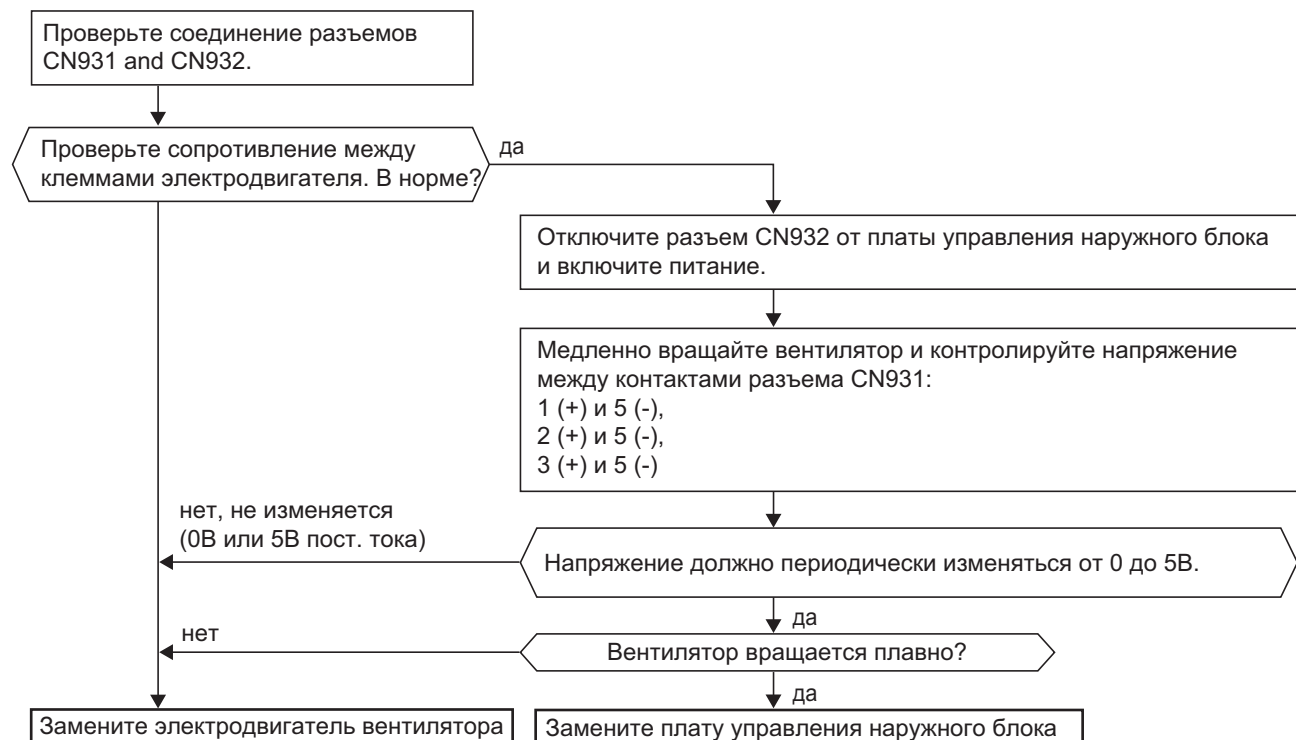 Проверьте соединение разъемов
CN931 and CN932.
Проверьте сопротивление между
клеммами электродвигателя. В норме?
да
Отключите разъем CN932 от платы управления наружного блока
и включите питание.
Медленно вращайте вентилятор и контролируйте напряжение
между контактами разъема CN931:
1 (+) и 5 (-),
2 (+) и 5 (-),
3 (+) и 5 (-)
нет, не изменяется
(0В или 5В пост. тока)
Напряжение должно периодически изменяться от 0 до 5В.
да
нет
Вентилятор вращается плавно?
да
Замените электродвигатель вентилятора
Замените плату управления наружного блока